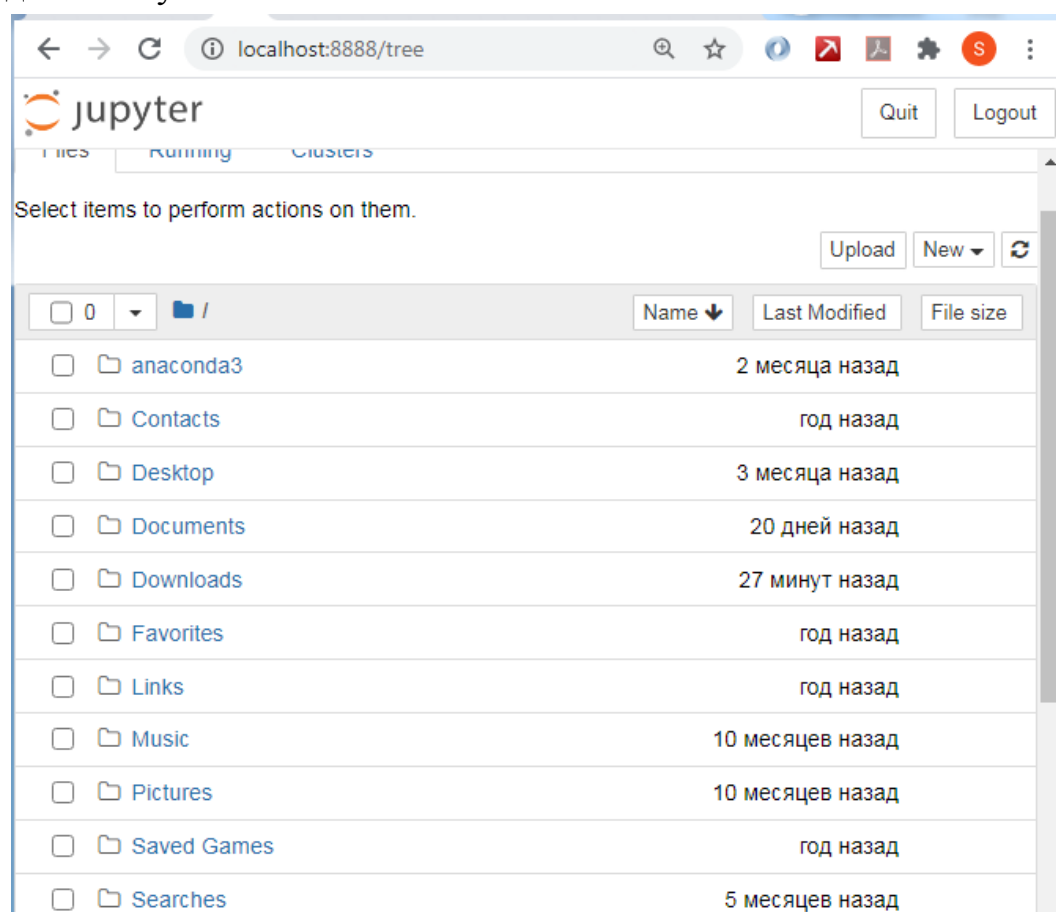 localhost:8888/tree S
jupyter Quit Logout
Files Running Clusters
Select items to perform actions on them.
Upload New
0 / Name Last Modified File size
anaconda3 2 месяца назад
Contacts год назад
Desktop 3 месяца назад
Documents 20 дней назад
Downloads 27 минут назад
Favorites год назад
Links год назад
Music 10 месяцев назад
Pictures 10 месяцев назад
Saved Games год назад
Searches 5 месяцев назад